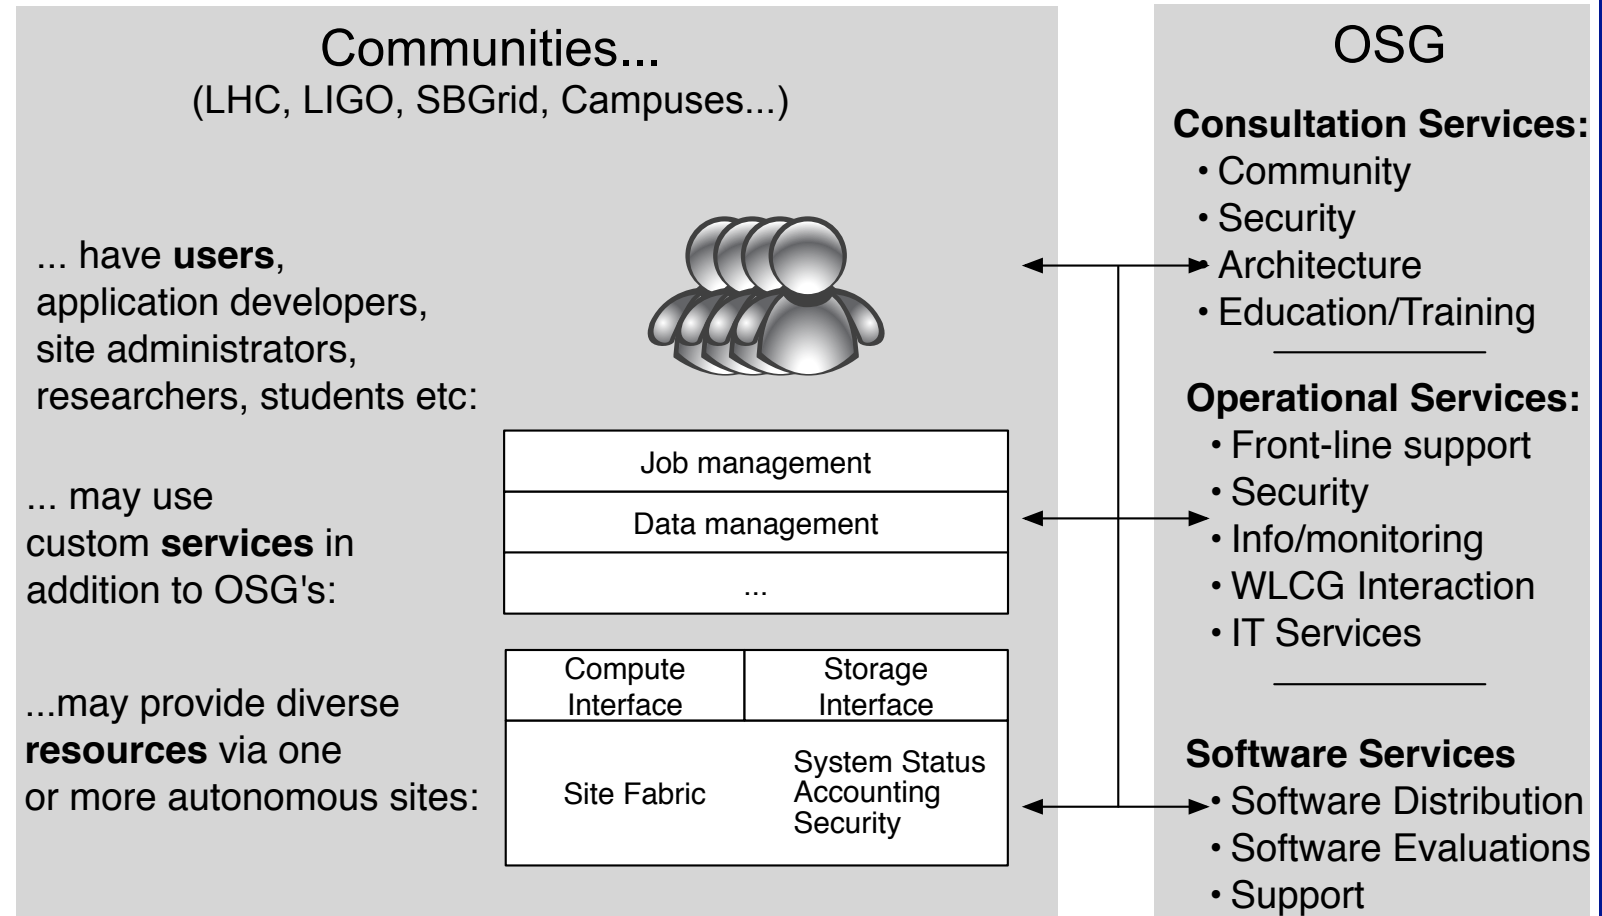 Communities...
(LHC, LIGO, SBGrid, Campuses...)
... have users,
application developers,
site administrators,
researchers, students etc:
... may use
custom services in
addition to OSG's:
Job management
Data management
...
...may provide diverse
resources via one
or more autonomous sites:
Compute
Interface
Storage
Interface
Site Fabric
System Status
Accounting
Security
OSG
Consultation Services:
• Community
• Security
• Architecture
• Education/Training
Operational Services:
• Front-line support
• Security
• Info/monitoring
• WLCG Interaction
• IT Services
Software Services
• Software Distribution
• Software Evaluations
• Support